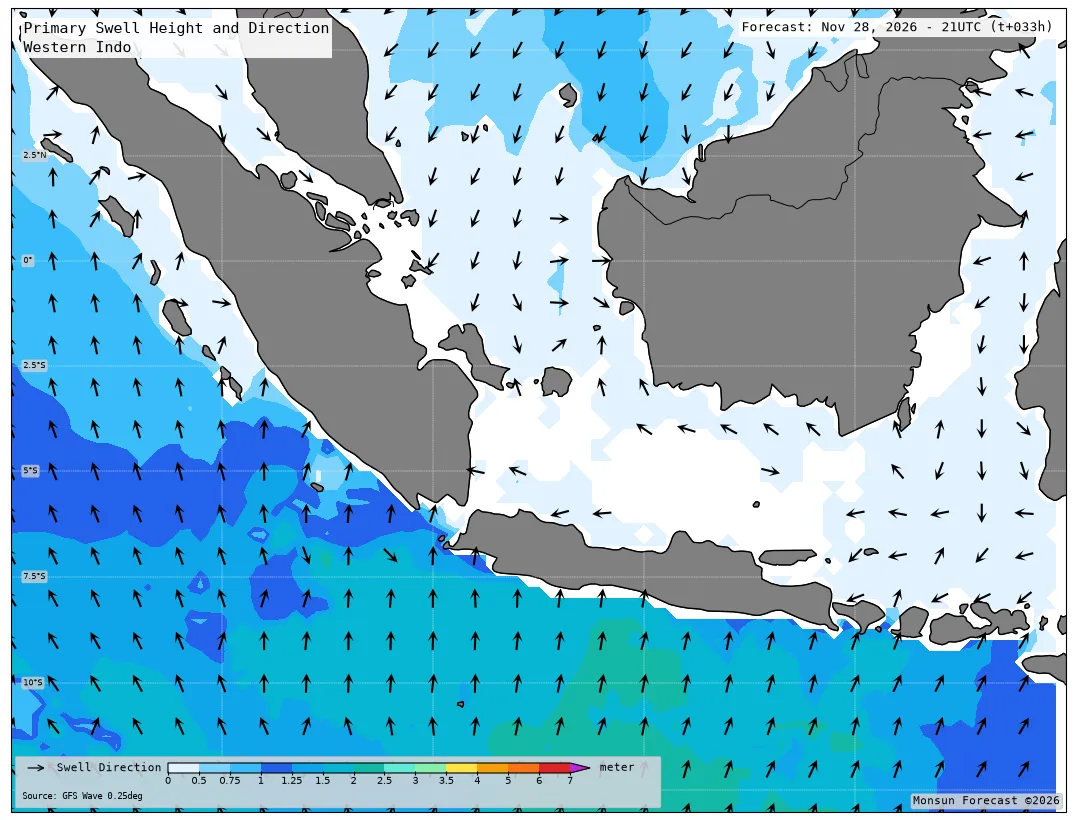 Primary Swell Height and Direction
Western Indo
Forecast: Nov 28, 2026 - 21UTC (t+033h)
2.5°N
0°
2.5°S
5°S
7.5°S
10°S
Swell Direction
0 0.5 0.75 1 1.25 1.5 2 2.5 3 3.5 4 5 6 7
meter
Source: GFS Wave 0.25deg
Monsun Forecast ©2026